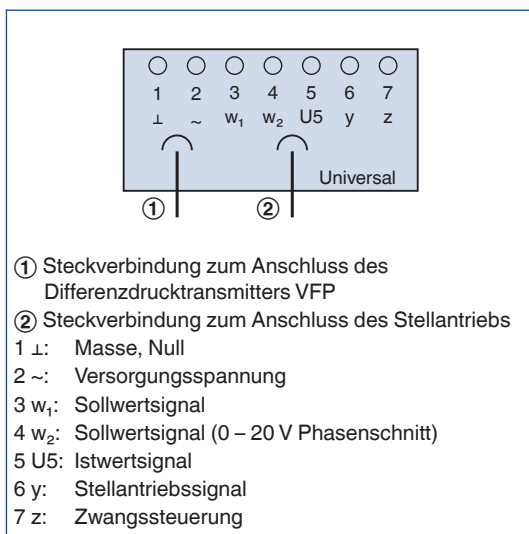 1 2 3 4 5 6 7
⊥ ~ w₁ w₂ U5 y z
Universal
① ②
① Steckverbindung zum Anschluss des
Differenzdrucktransmitters VFP
② Steckverbindung zum Anschluss des Stellantriebs
1 ⊥: Masse, Null
2 ~: Versorgungsspannung
3 w₁: Sollwertsignal
4 w₂: Sollwertsignal (0 – 20 V Phasenschnitt)
5 U5: Istwertsignal
6 y: Stellantriebssignal
7 z: Zwangssteuerung